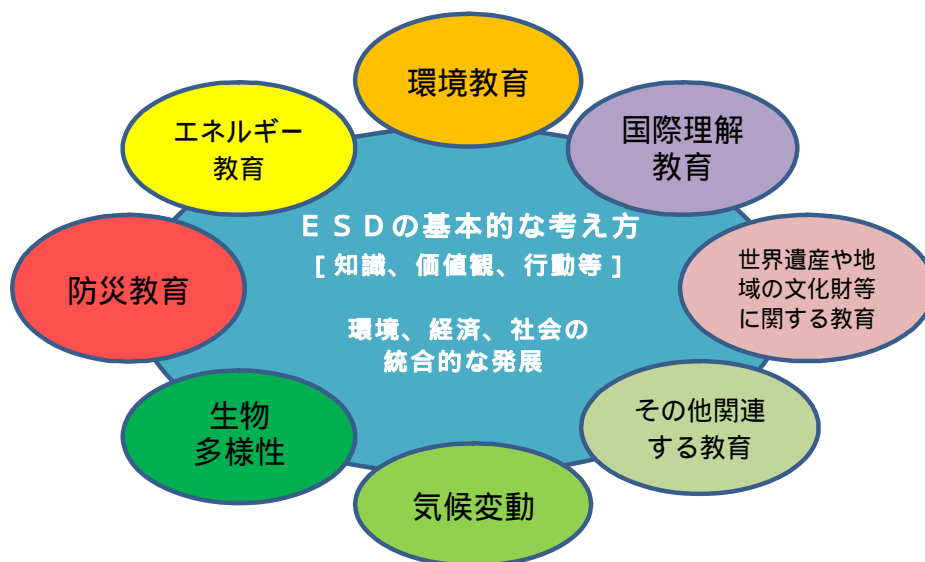 環境教育
エネルギー
教育
国際理解
教育
ESDの基本的な考え方
[知識、価値観、行動等]
環境、経済、社会の
統合的な発展
防災教育
世界遺産や地
域の文化財等
に関する教育
生物
多様性
その他関連
する教育
気候変動